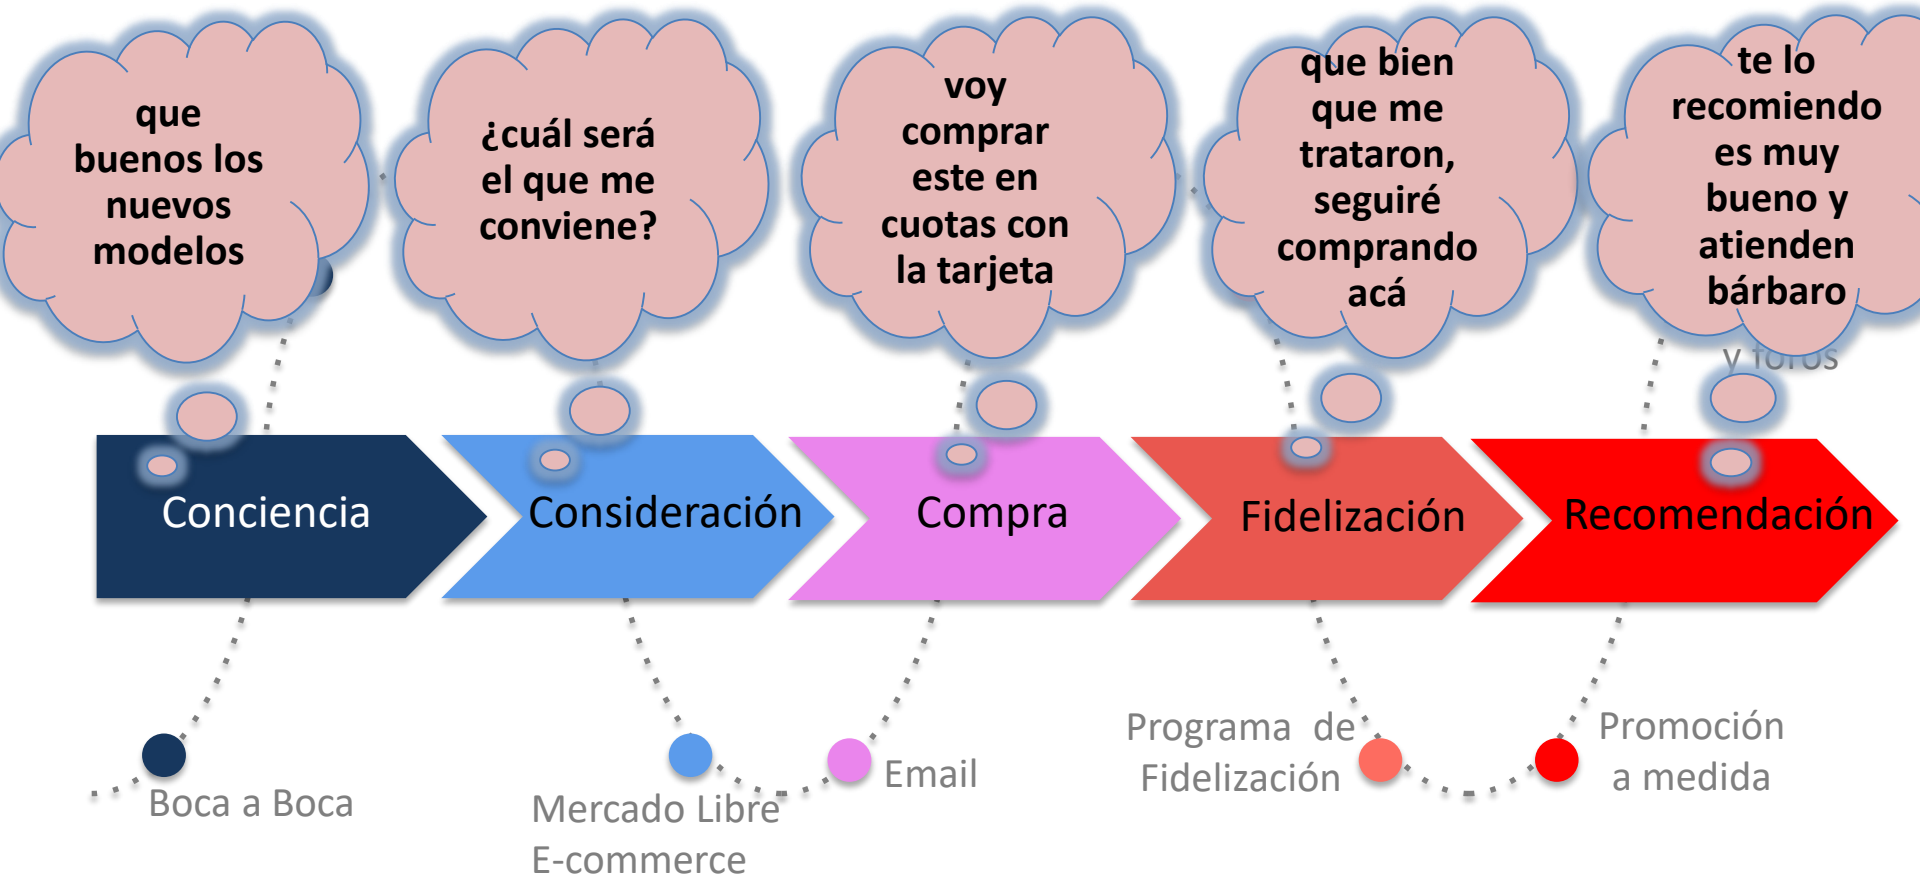 que
buenos los
nuevos
modelos
¿cuál será
el que me
conviene?
voy
comprar
este en
cuotas con
la tarjeta
que bien
que me
trataron,
seguiré
comprando
acá
te lo
recomiendo
es muy
bueno y
atienden
bárbaro
y foros
Conciencia
Consideración
Compra
Fidelización
Recomendación
Boca a Boca
Mercado Libre
E-commerce
Email
Programa de
Fidelización
Promoción
a medida